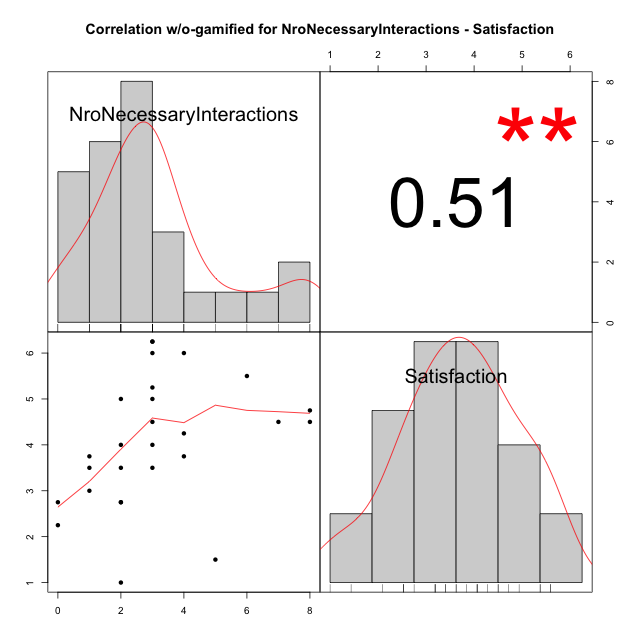 Correlation w/o-gamified for NroNecessaryInteractions - Satisfaction
1 2 3 4 5 6
NroNecessaryInteractions
**
0.51
0 2 4 6 8
Satisfaction
1 2 3 4 5 6
0 2 4 6 8